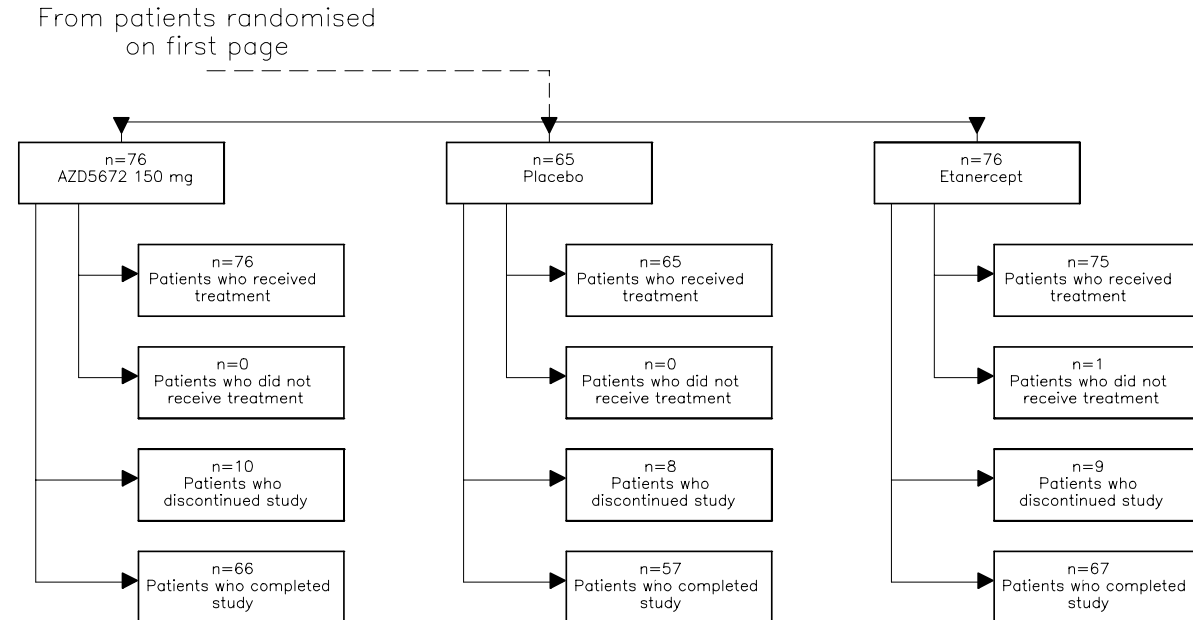 From patients randomised
on first page
n=76
AZD5672 150 mg
n=65
Placebo
n=76
Etanercept
n=76
Patients who received
treatment
n=65
Patients who received
treatment
n=75
Patients who received
treatment
n=0
Patients who did not
receive treatment
n=0
Patients who did not
receive treatment
n=1
Patients who did not
receive treatment
n=10
Patients who
discontinued study
n=8
Patients who
discontinued study
n=9
Patients who
discontinued study
n=66
Patients who completed
study
n=57
Patients who completed
study
n=67
Patients who completed
study